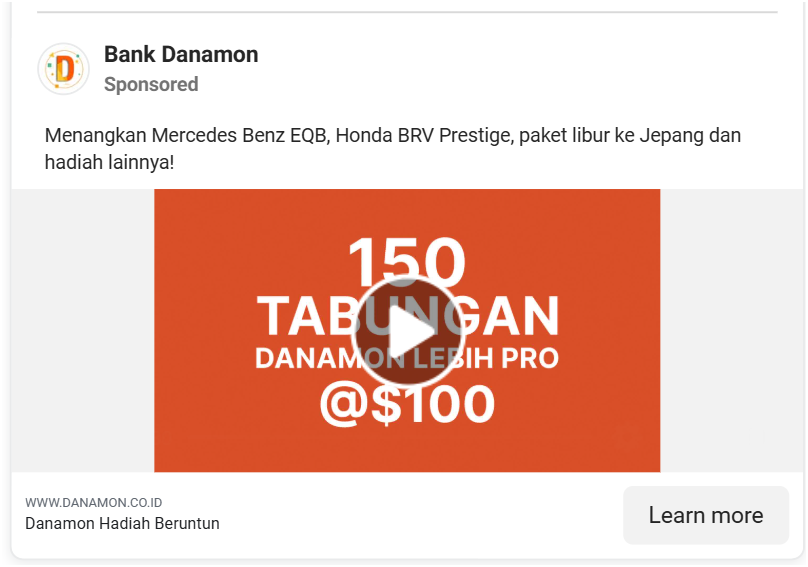 Bank Danamon
Sponsored
Menangkan Mercedes Benz EQB, Honda BRV Prestige, paket libur ke Jepang dan
hadiah lainnya!
150
TABUNGAN
DANAMON LEBIH PRO
@$100
WWW.DANAMON.CO.ID
Danamon Hadiah Beruntun
Learn more